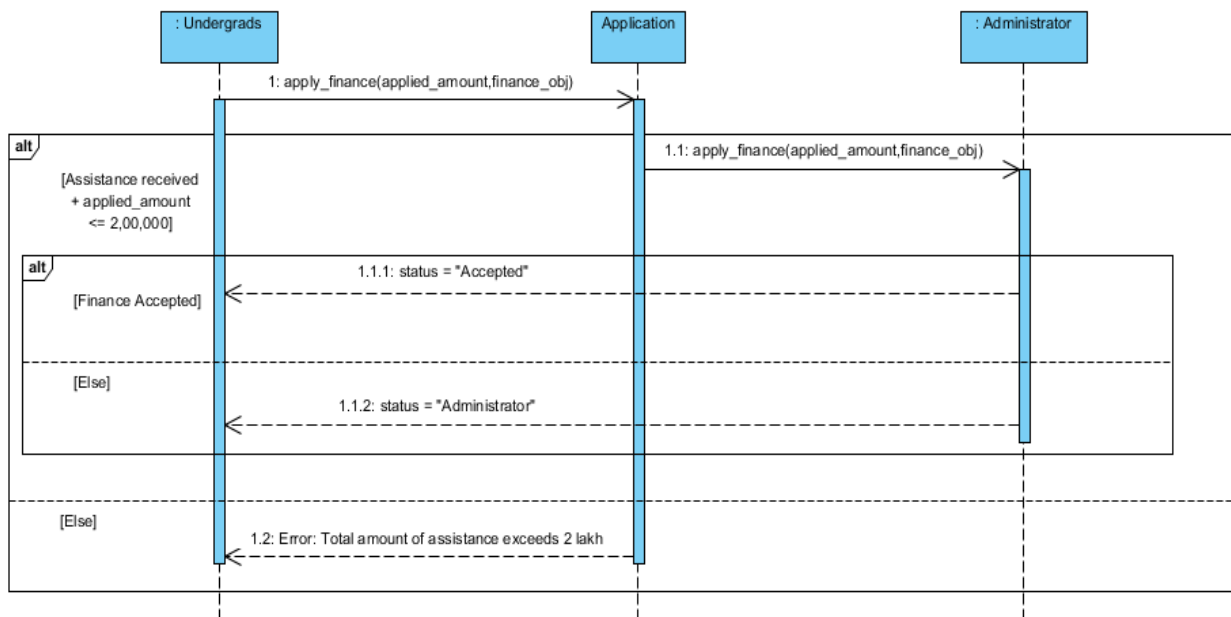 : Undergrads
Application
: Administrator
1: apply_finance(applied_amount,finance_obj)
alt
1.1: apply_finance(applied_amount,finance_obj)
[Assistance received
+ applied_amount
<= 2,00,000]
alt
1.1.1: status = "Accepted"
[Finance Accepted]
[Else]
1.1.2: status = "Administrator"
[Else]
1.2: Error: Total amount of assistance exceeds 2 lakh